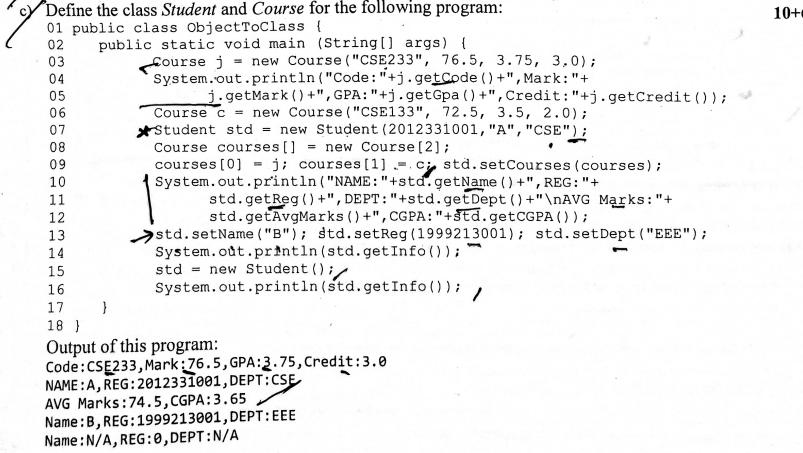 c) Define the class Student and Course for the following program: 10+
01 public class ObjectToClass {
02 public static void main (String[] args) {
03 Course j = new Course("CSE233", 76.5, 3.75, 3.0);
04 System.out.println("Code:"+j.getCode()+",Mark:"+
05 j.getMark()+",GPA:"+j.getGpa()+",Credit:"+j.getCredit());
06 Course c = new Course("CSE133", 72.5, 3.5, 2.0);
07 Student std = new Student(2012331001,"A","CSE");
08 Course courses[] = new Course[2];
09 courses[0] = j; courses[1] = c; std.setCourses(courses);
10 System.out.println("NAME:"+std.getName()+",REG:"+
11 std.getReg()+",DEPT:"+std.getDept()+"\nAVG Marks:"+
12 std.getAvgMarks()+",CGPA:"+std.getCGPA());
13 std.setName("B"); std.setReg(1999213001); std.setDept("EEE");
14 System.out.println(std.getInfo());
15 std = new Student();
16 System.out.println(std.getInfo());
17 }
18 }
Output of this program:
Code:CSE233,Mark:76.5,GPA:3.75,Credit:3.0
NAME:A,REG:2012331001,DEPT:CSE
AVG Marks:74.5,CGPA:3.65
Name:B,REG:1999213001,DEPT:EEE
Name:N/A,REG:0,DEPT:N/A